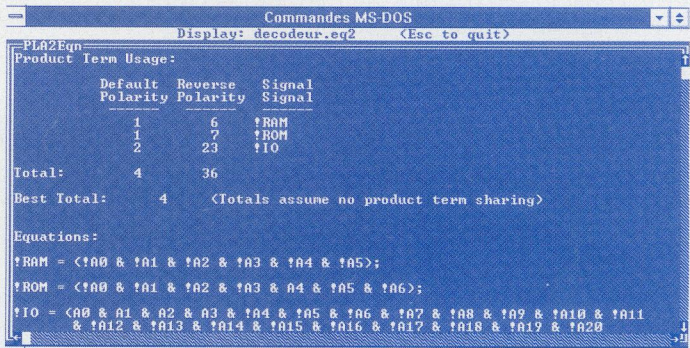 Commandes MS-DOS
Display: decodeur.eq2 (Esc to quit)
PLA2Eqn
Product Term Usage:
Default Reverse Signal
Polarity Polarity Signal
1 6 !RAM
1 7 !ROM
2 23 !IO
Total: 4 36
Best Total: 4 (Totals assume no product term sharing)
Equations:
!RAM = (!A0 & !A1 & !A2 & !A3 & !A4 & !A5);
!ROM = (!A0 & !A1 & !A2 & !A3 & A4 & !A5 & !A6);
!IO = (A0 & A1 & A2 & A3 & !A4 & !A5 & !A6 & !A7 & !A8 & !A9 & !A10 & !A11
& !A12 & !A13 & !A14 & !A15 & !A16 & !A17 & !A18 & !A19 & !A20